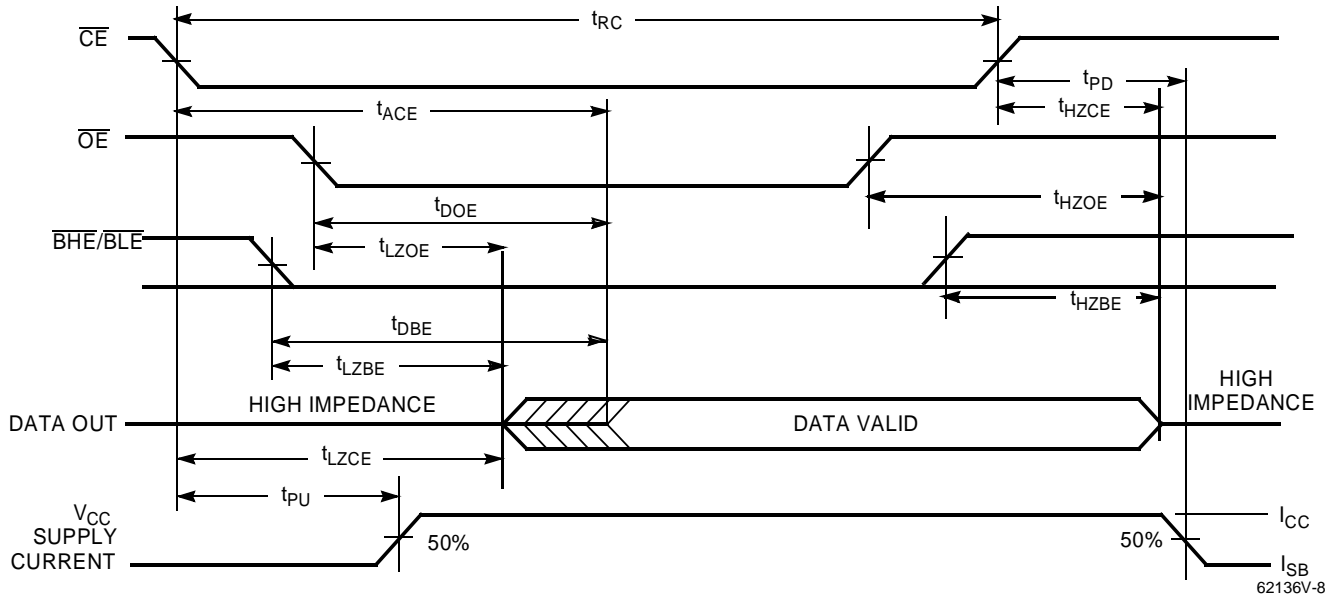 tRC
CE
tPD
tACE
tHZCE
OE
tDOE
tHZOE
BHE/BLE
tLZOE
tHZBE
tDBE
tLZBE
HIGH IMPEDANCE
HIGH
IMPEDANCE
DATA OUT
DATA VALID
tLZCE
tPU
VCC
SUPPLY
CURRENT
50%
50%
ICC
ISB
62136V-8